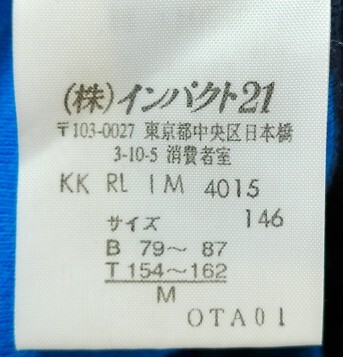 (株)インパクト21
〒103-0027 東京都中央区日本橋
3-10-5 消費者室
KK RL IM 4015
サイズ 146
B 79〜 87
T 154〜162
M
OTA01